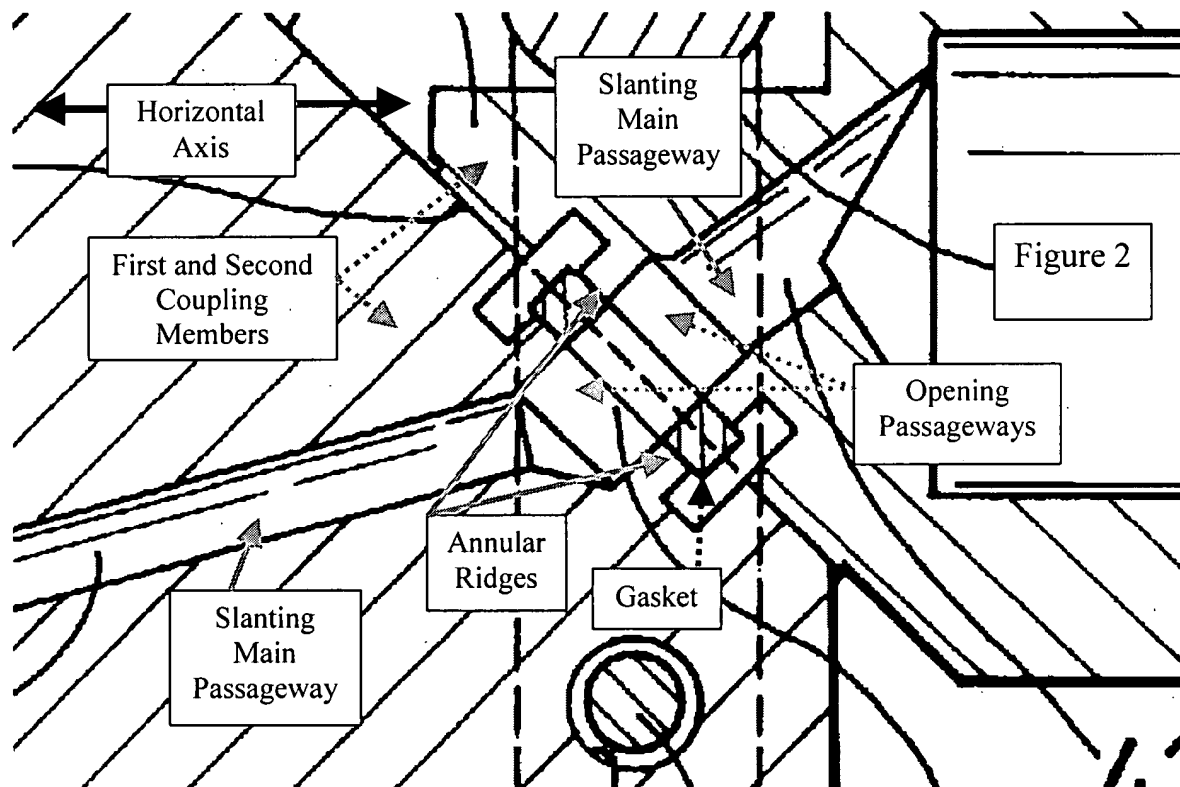 Horizontal
Axis
Slanting
Main
Passageway
First and Second
Coupling
Members
Figure 2
Opening
Passageways
Annular
Ridges
Gasket
Slanting
Main
Passageway